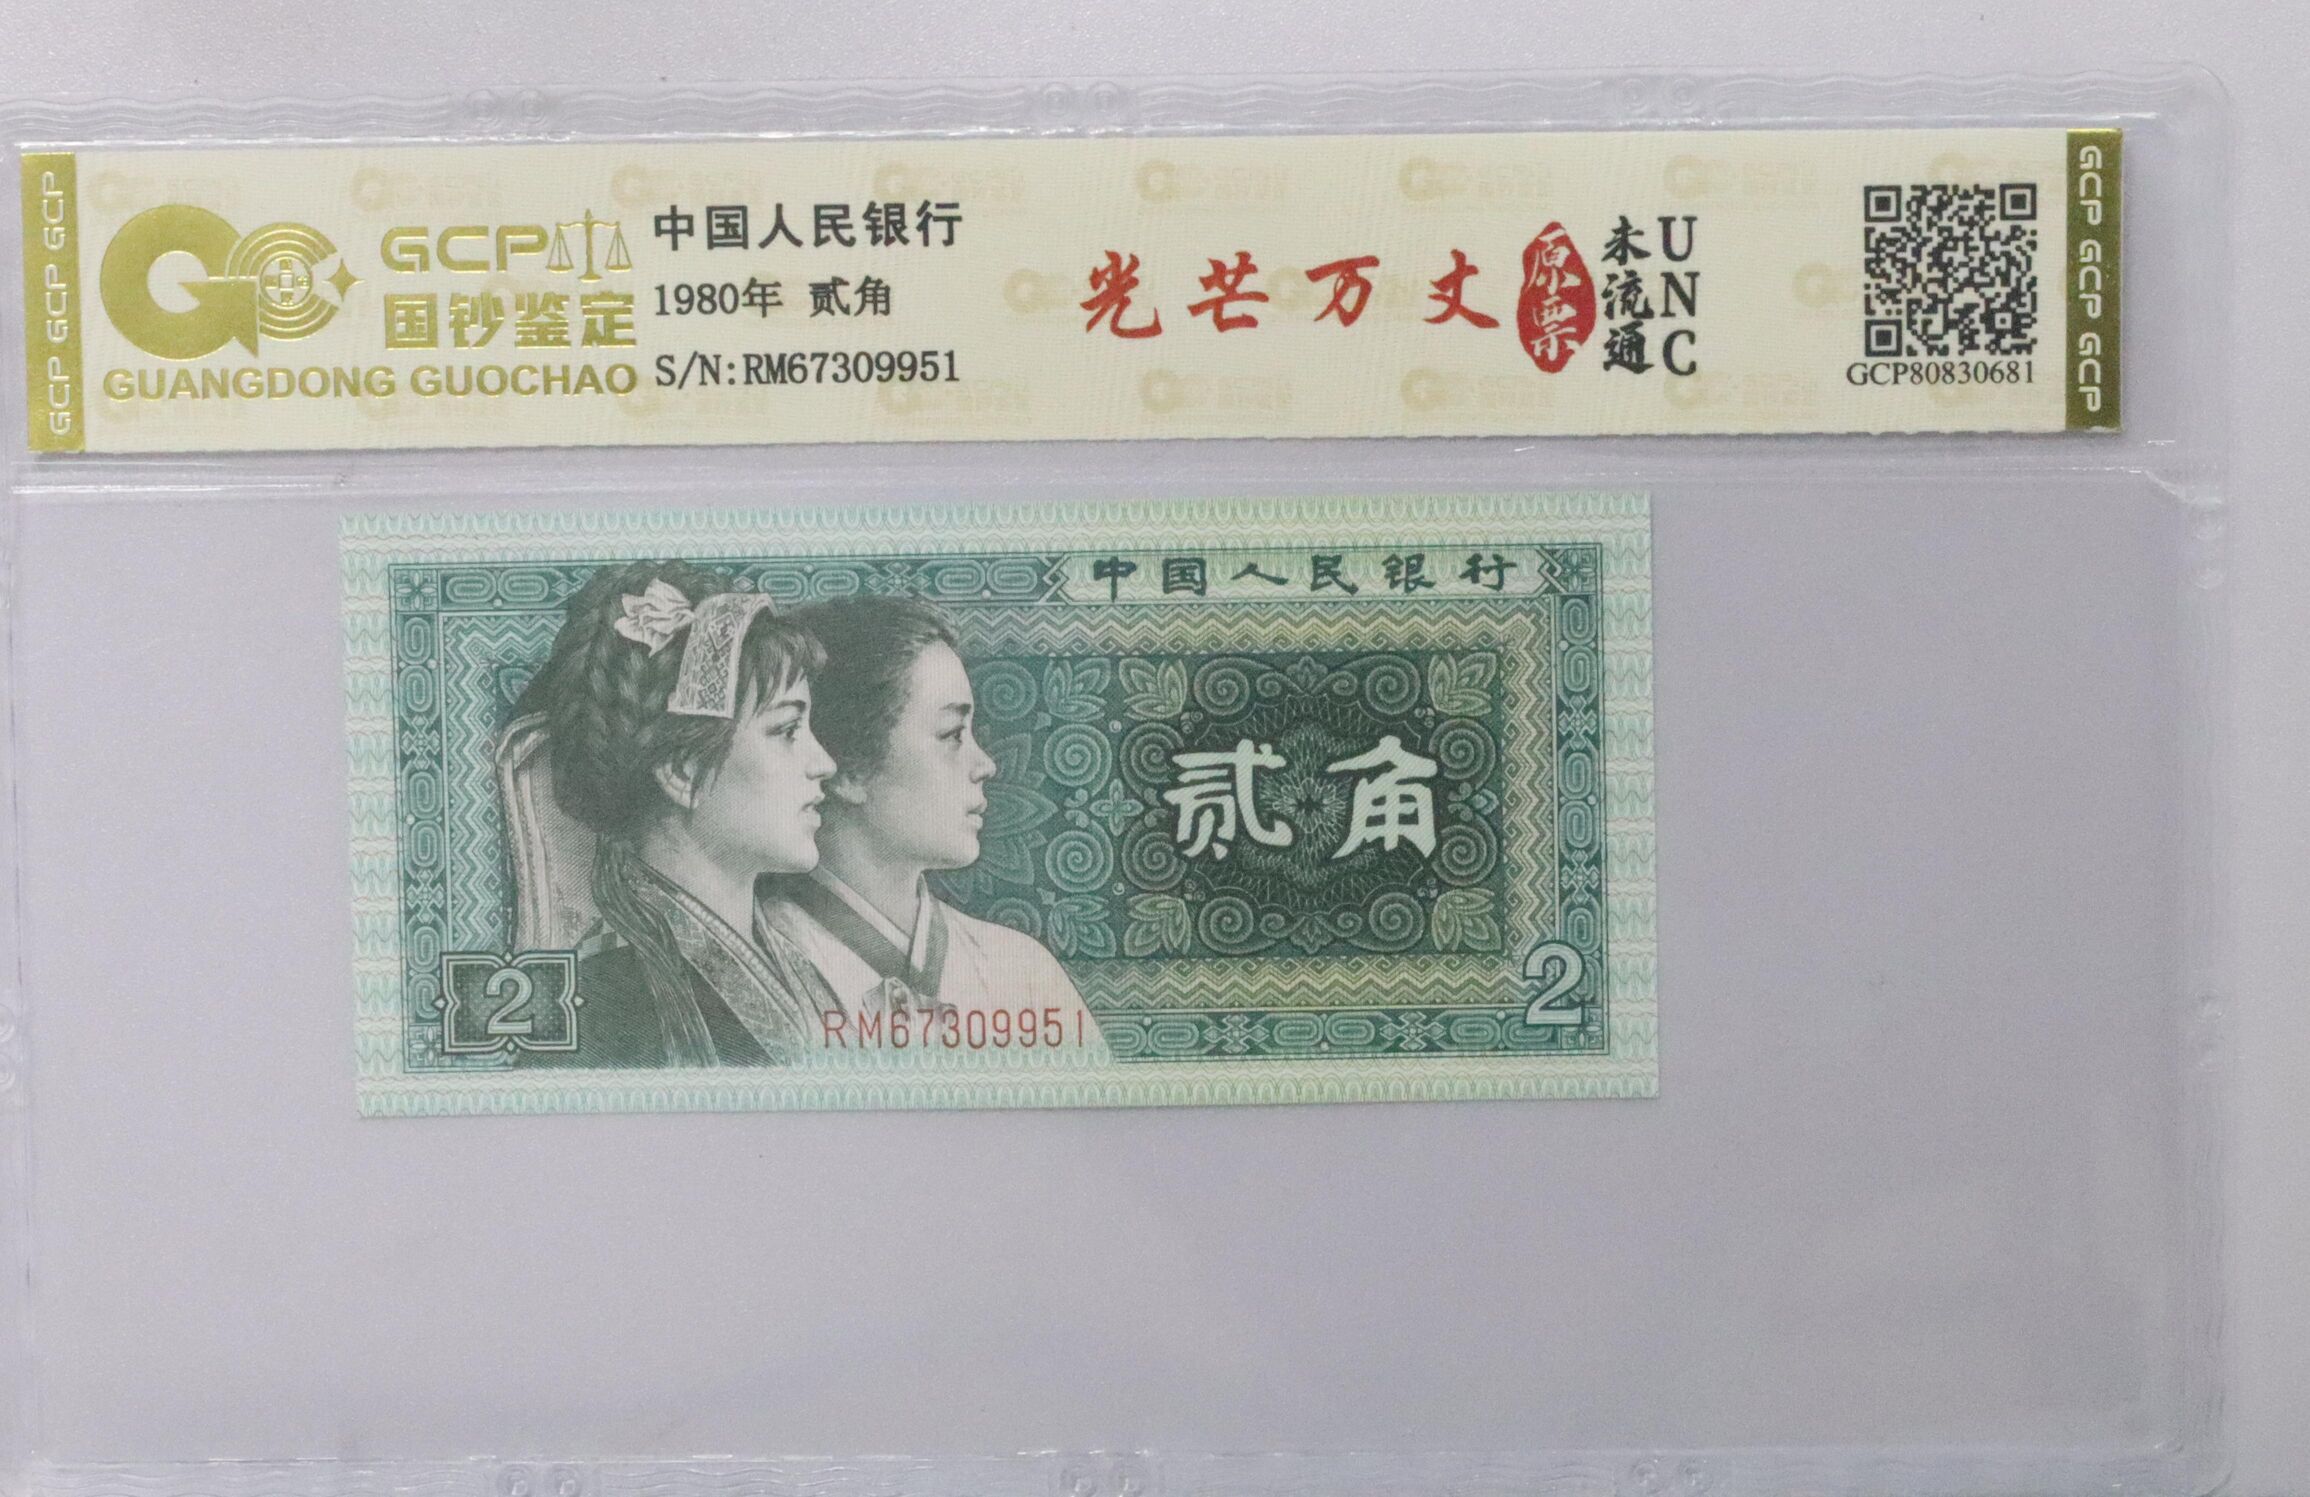 GCP GCP GCP
GCP
国钞鉴定
GUANGDONG GUOCHAO
中国人民银行
1980年 贰角
S/N:RM67309951
光芒万丈
原票
未流通
UNC
GCP80830681
GCP GCP GCP
中国人民银行
贰角
2
2
RM67309951